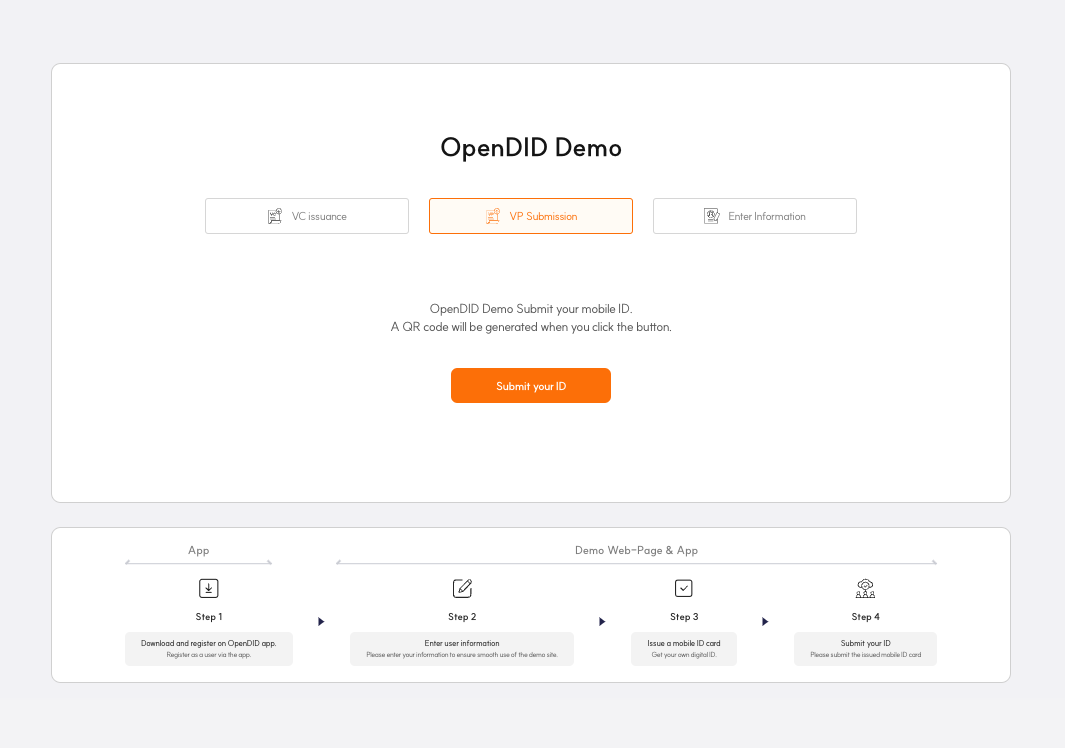 OpenDID Demo
VC issuance
VP Submission
Enter Information
OpenDID Demo Submit your mobile ID.
A QR code will be generated when you click the button.
Submit your ID
App
Demo Web-Page & App
Step 1
Step 2
Step 3
Step 4
Download and register on OpenDID app.
Register as a user via the app.
Enter user information
Please enter your information to ensure smooth use of the demo site.
Issue a mobile ID card
Get your own digital ID.
Submit your ID
Please submit the issued mobile ID card